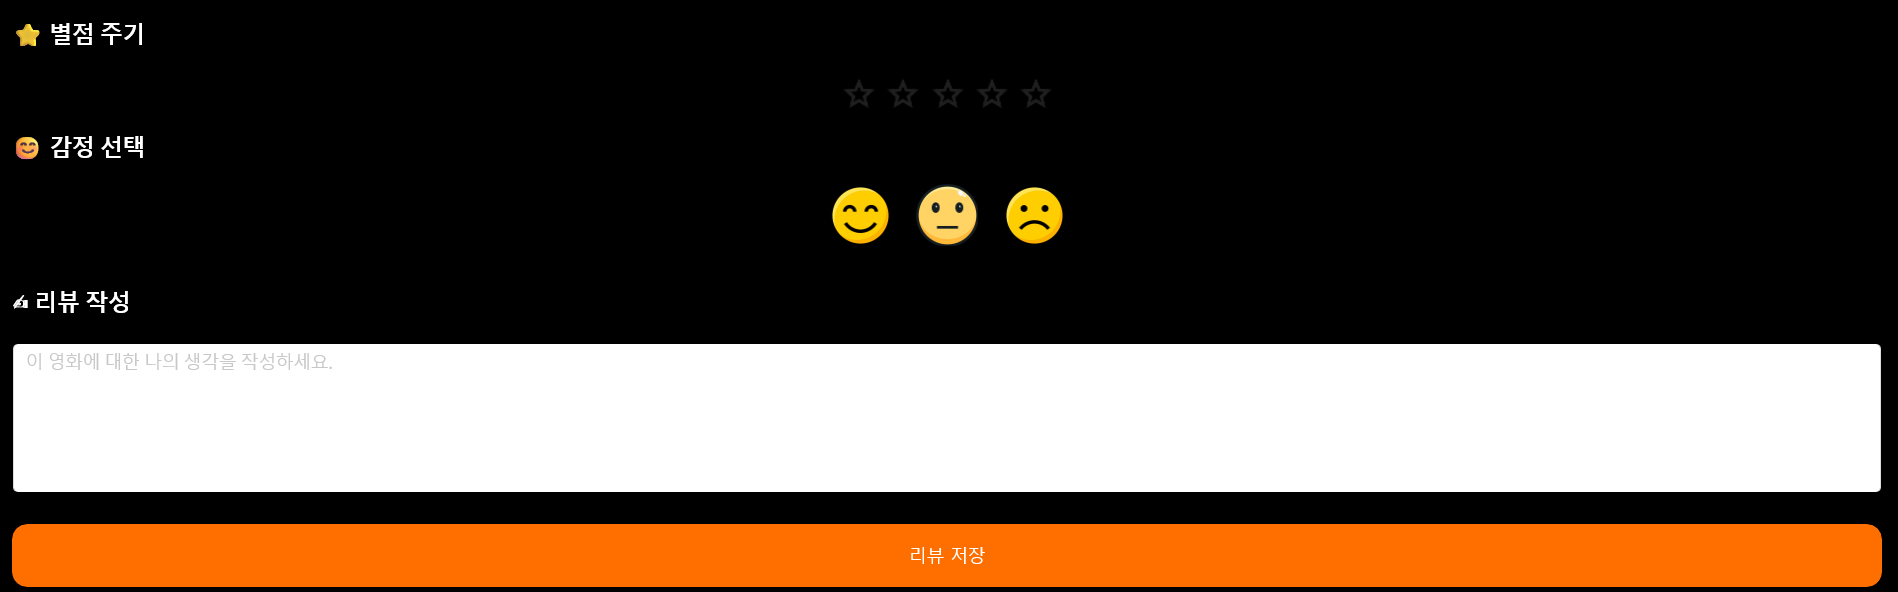 별점 주기
감정 선택
리뷰 작성
이 영화에 대한 나의 생각을 작성하세요.
리뷰 저장